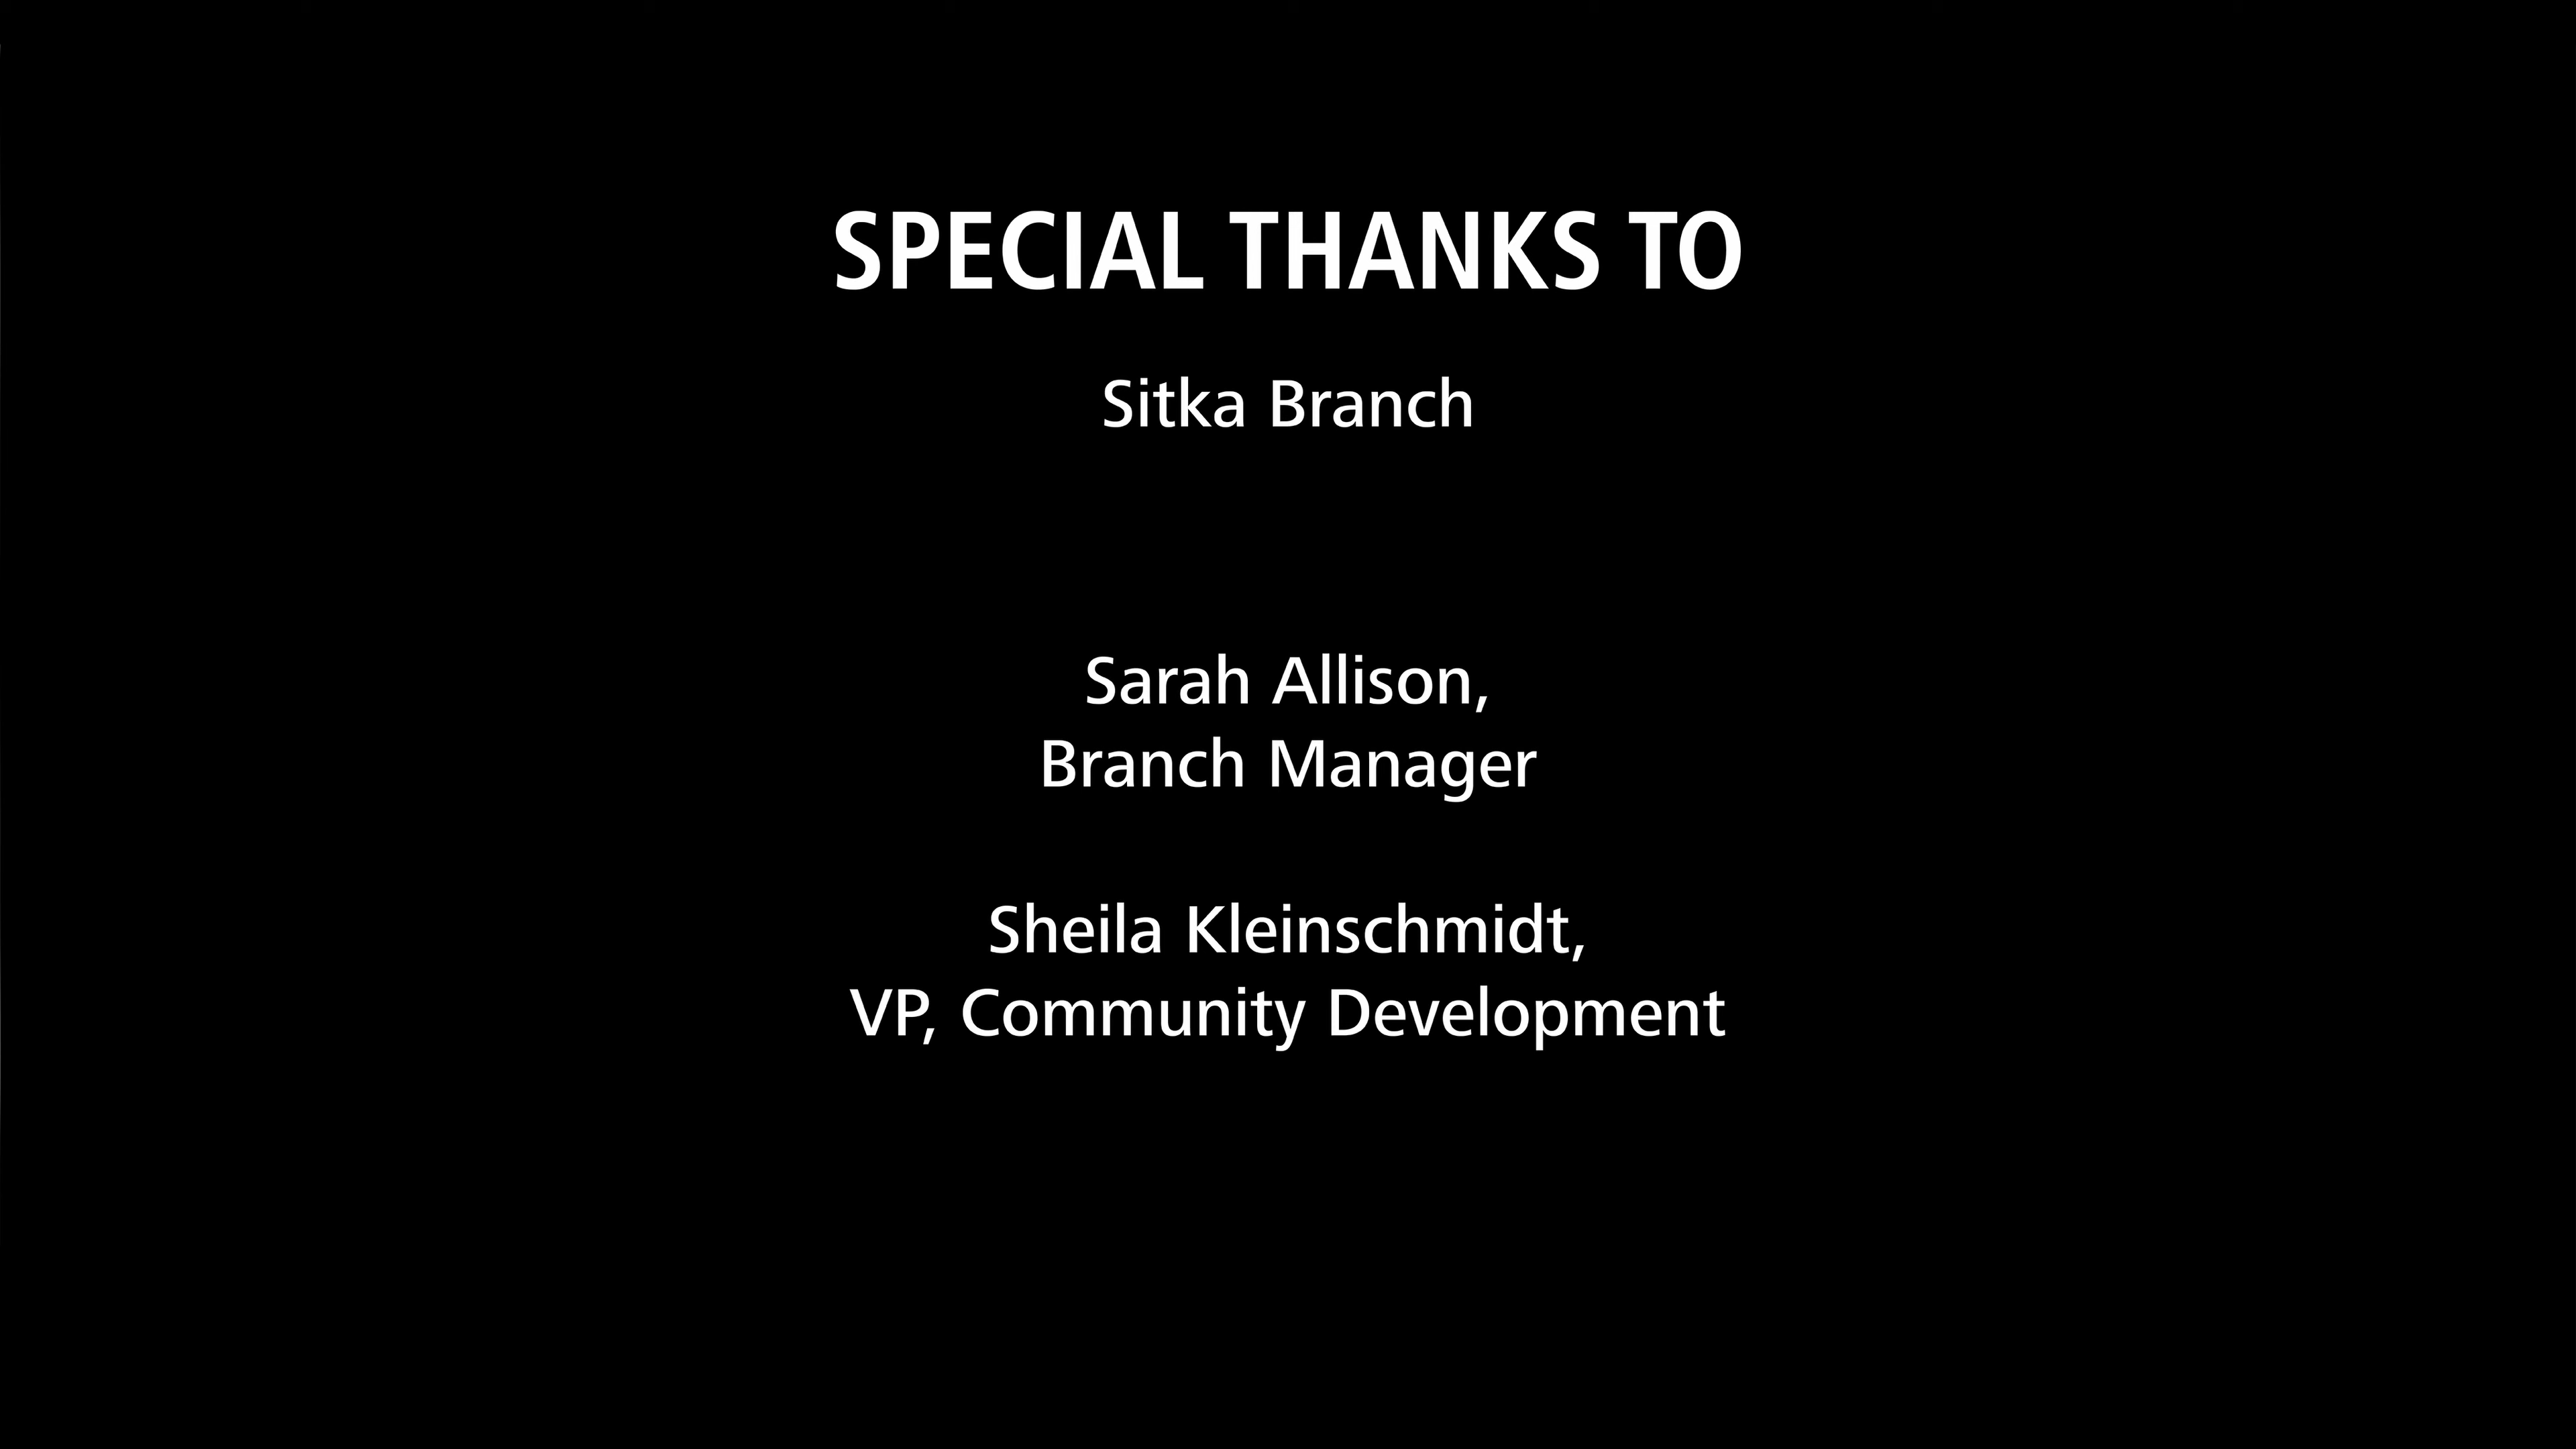 SPECIAL THANKS TO
Sitka Branch
Sarah Allison,
Branch Manager
Sheila Kleinschmidt,
VP, Community Development